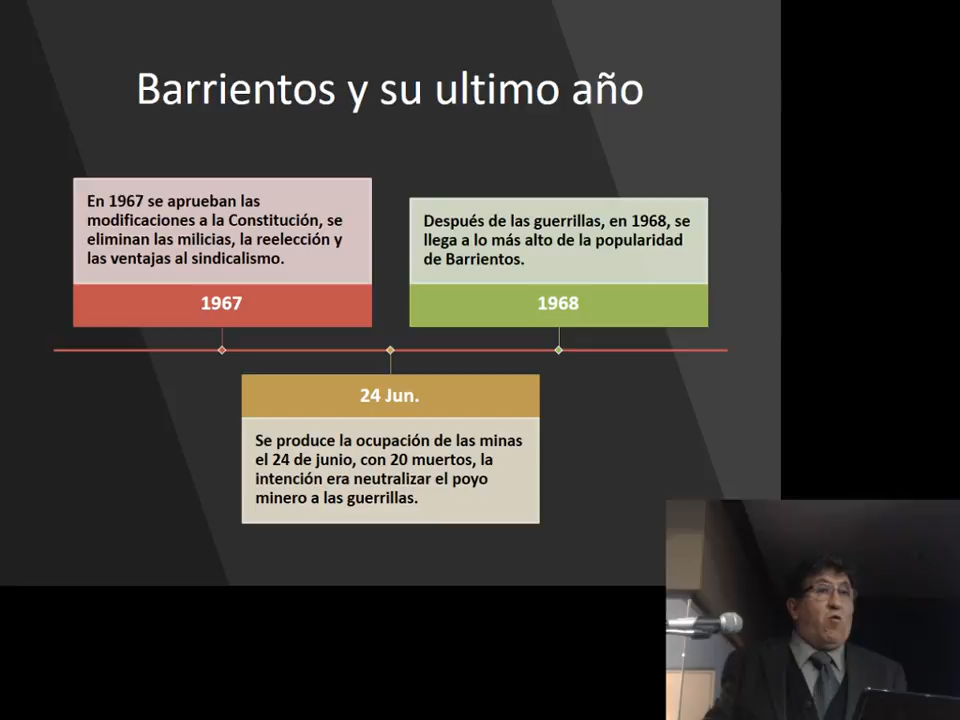 Barrientos y su ultimo año
En 1967 se aprueban las
modificaciones a la Constitución, se
eliminan las milicias, la reelección y
las ventajas al sindicalismo.
1967
Después de las guerrillas, en 1968, se
llega a lo más alto de la popularidad
de Barrientos.
1968
24 Jun.
Se produce la ocupación de las minas
el 24 de junio, con 20 muertos, la
intención era neutralizar el poyo
minero a las guerrillas.